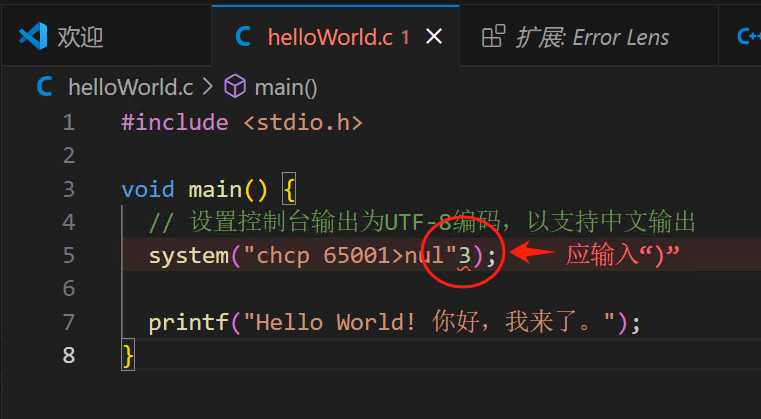 欢迎 helloWorld.c 1 扩展: Error Lens C++
helloWorld.c > main()
1 #include <stdio.h>
2
3 void main() {
4 // 设置控制台输出为UTF-8编码，以支持中文输出
5 system("chcp 65001>nul"3); 应输入“)”
6
7 printf("Hello World! 你好，我来了。");
8 }